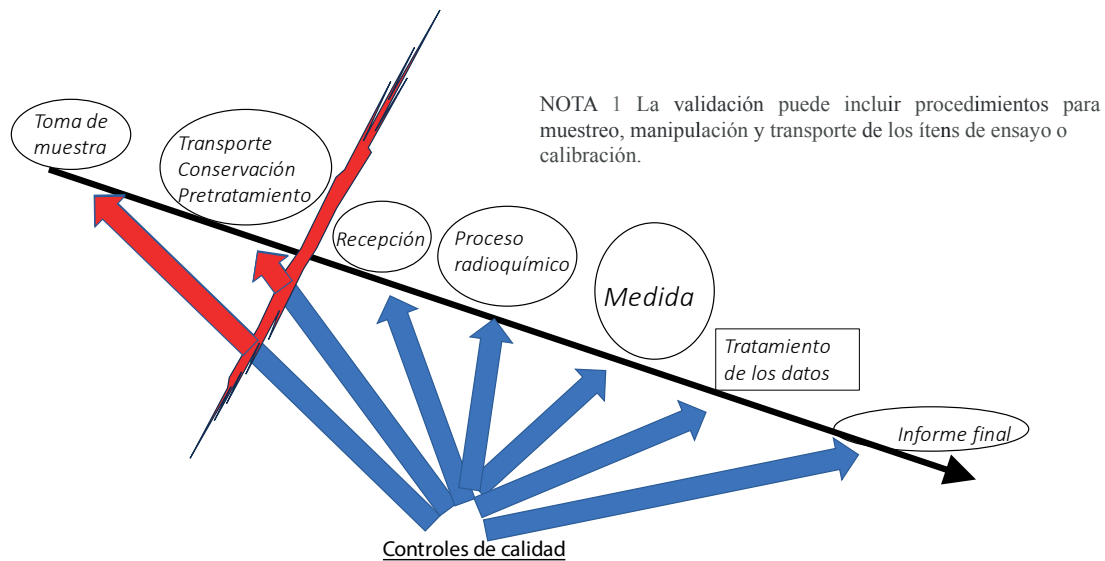 NOTA 1 La validación puede incluir procedimientos para
muestreo, manipulación y transporte de los ítens de ensayo o
calibración.
Toma de
muestra
Transporte
Conservación
Pretratamiento
Recepción
Proceso
radioquímico
Medida
Tratamiento
de los datos
Informe final
Controles de calidad